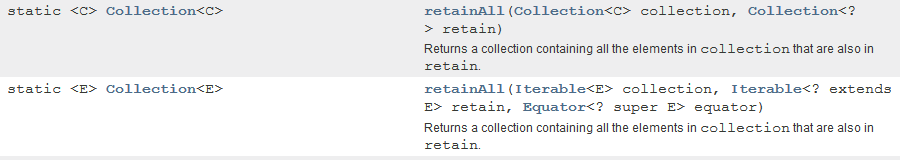 static <C> Collection<C> retainAll(Collection<C> collection, Collection<?
> retain)
Returns a collection containing all the elements in collection that are also in
retain.
static <E> Collection<E> retainAll(Iterable<E> collection, Iterable<? extends
E> retain, Equator<? super E> equator)
Returns a collection containing all the elements in collection that are also in
retain.